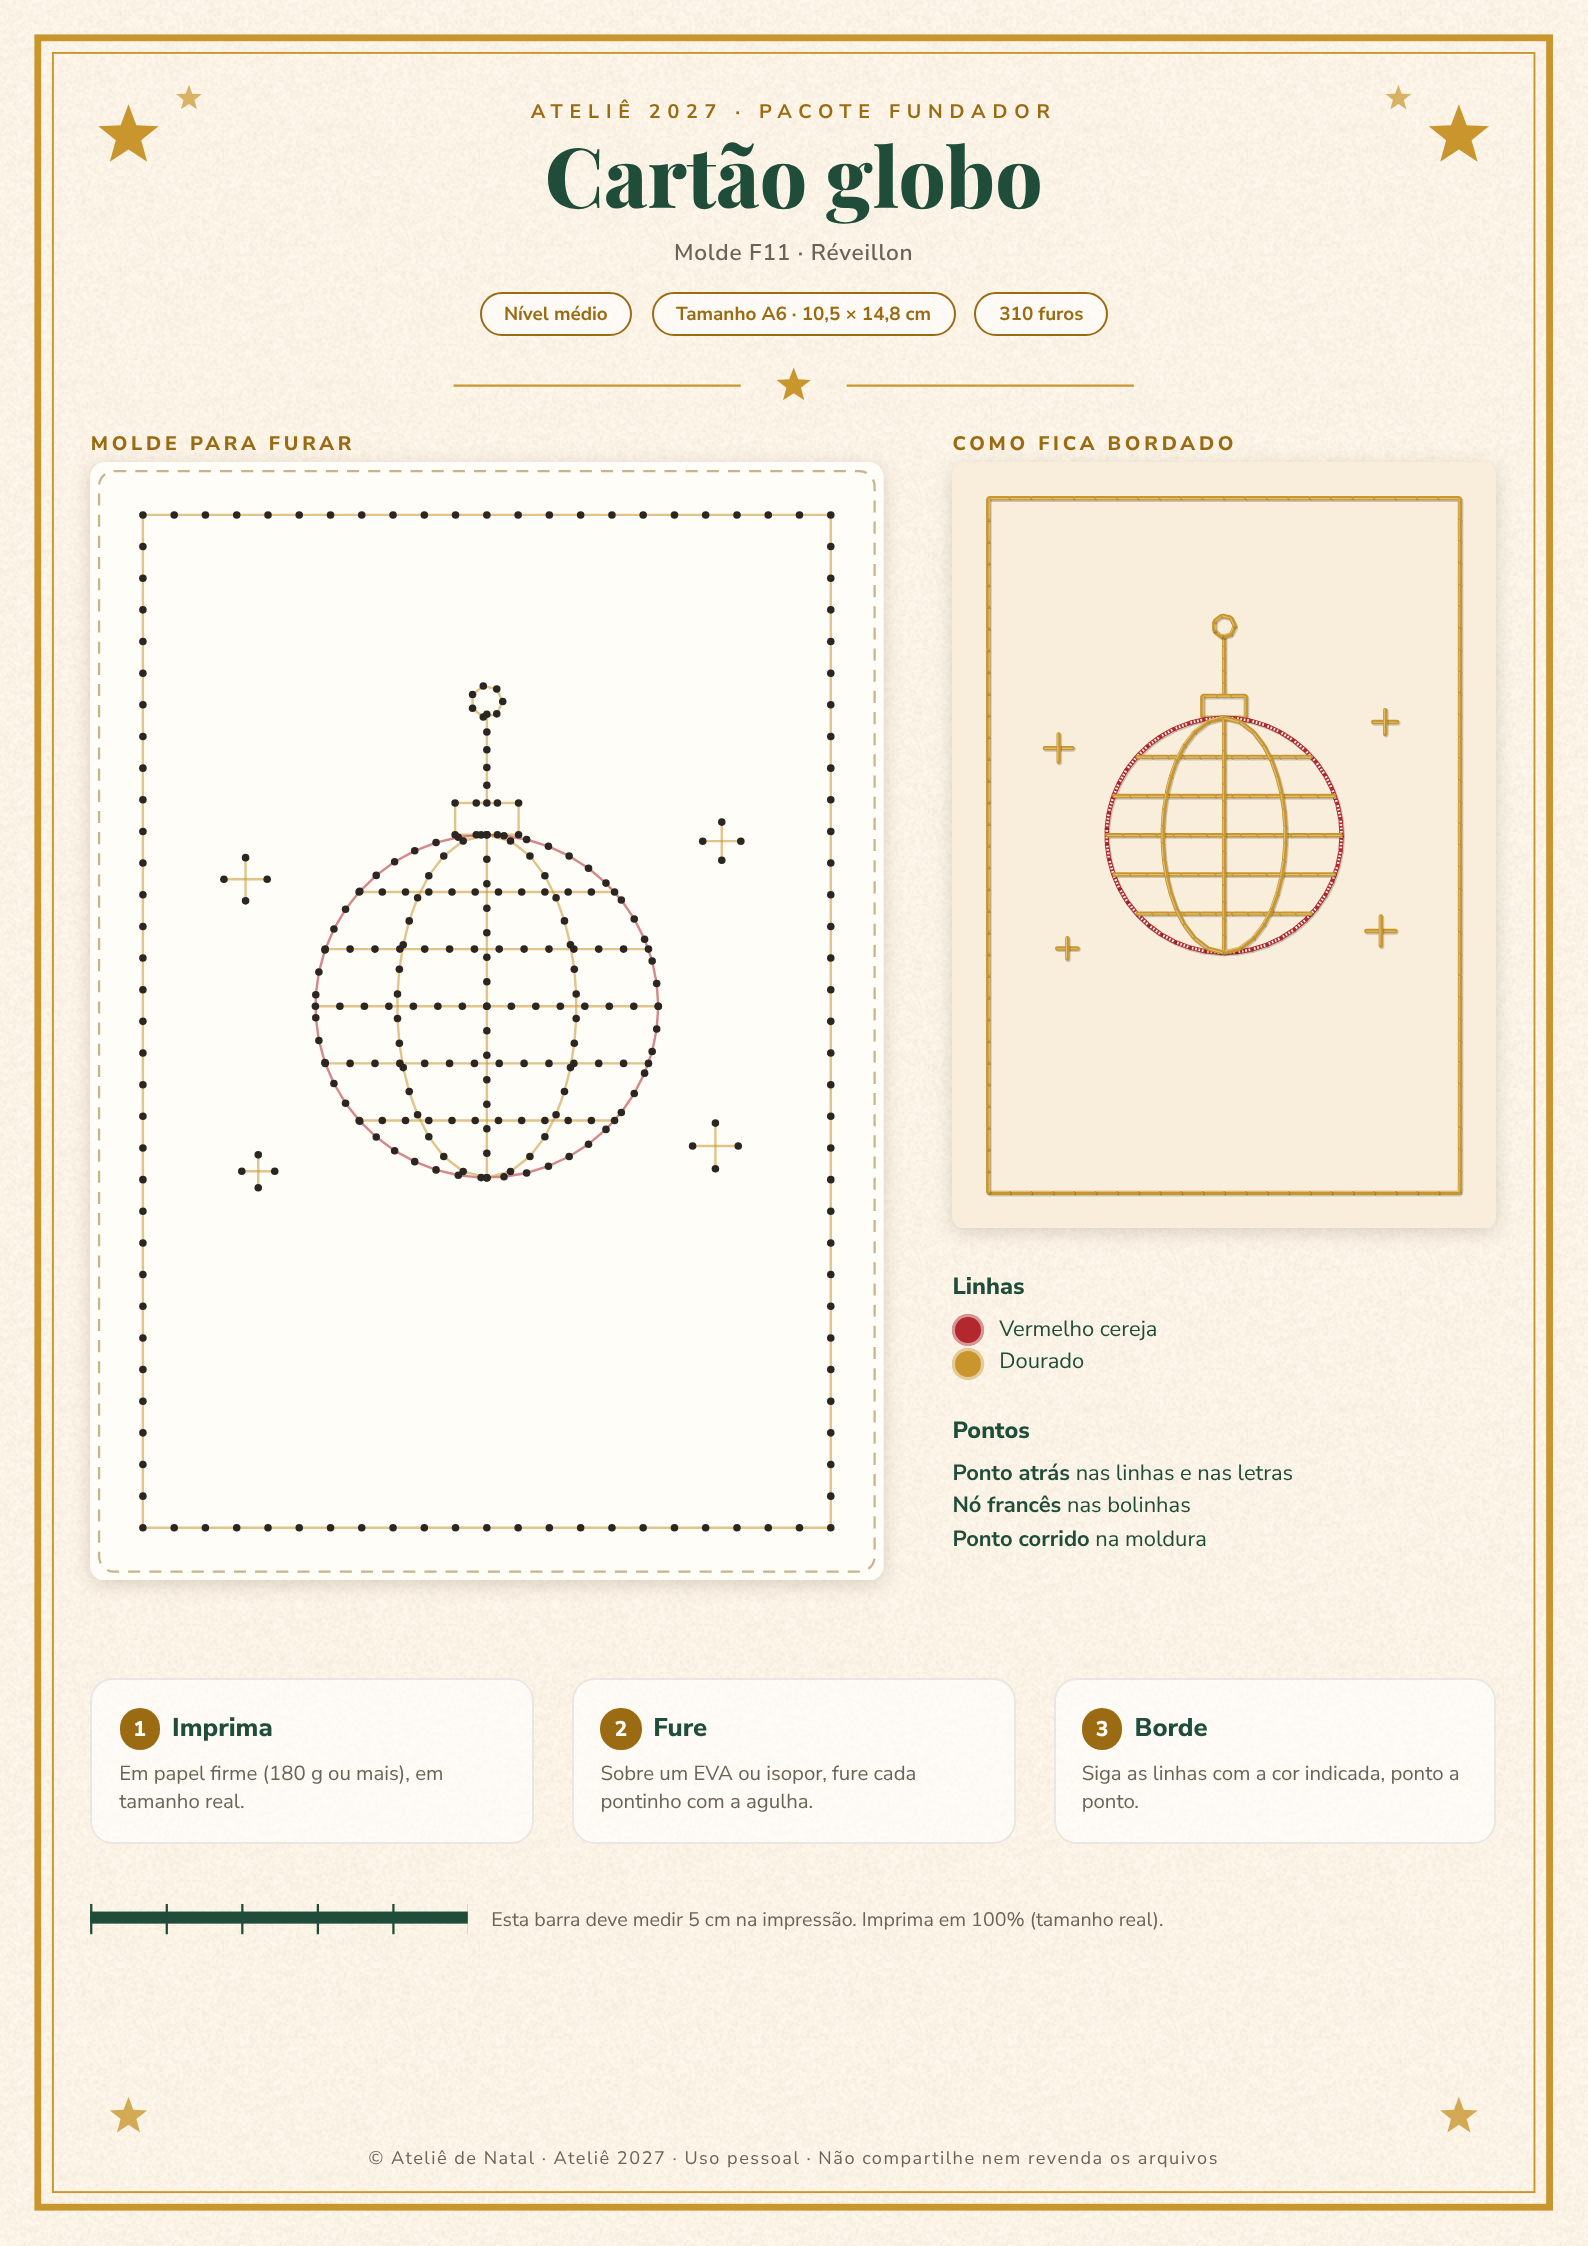 ATELIÊ 2027 · PACOTE FUNDADOR
Cartão globo
Molde F11 · Réveillon
Nível médio
Tamanho A6 · 10,5 × 14,8 cm
310 furos
MOLDE PARA FURAR
COMO FICA BORDADO
Linhas
Vermelho cereja
Dourado
Pontos
Ponto atrás nas linhas e nas letras
Nó francês nas bolinhas
Ponto corrido na moldura
1 Imprima
Em papel firme (180 g ou mais), em
tamanho real.
2 Fure
Sobre um EVA ou isopor, fure cada
pontinho com a agulha.
3 Borde
Siga as linhas com a cor indicada, ponto a
ponto.
Esta barra deve medir 5 cm na impressão. Imprima em 100% (tamanho real).
© Ateliê de Natal · Ateliê 2027 · Uso pessoal · Não compartilhe nem revenda os arquivos